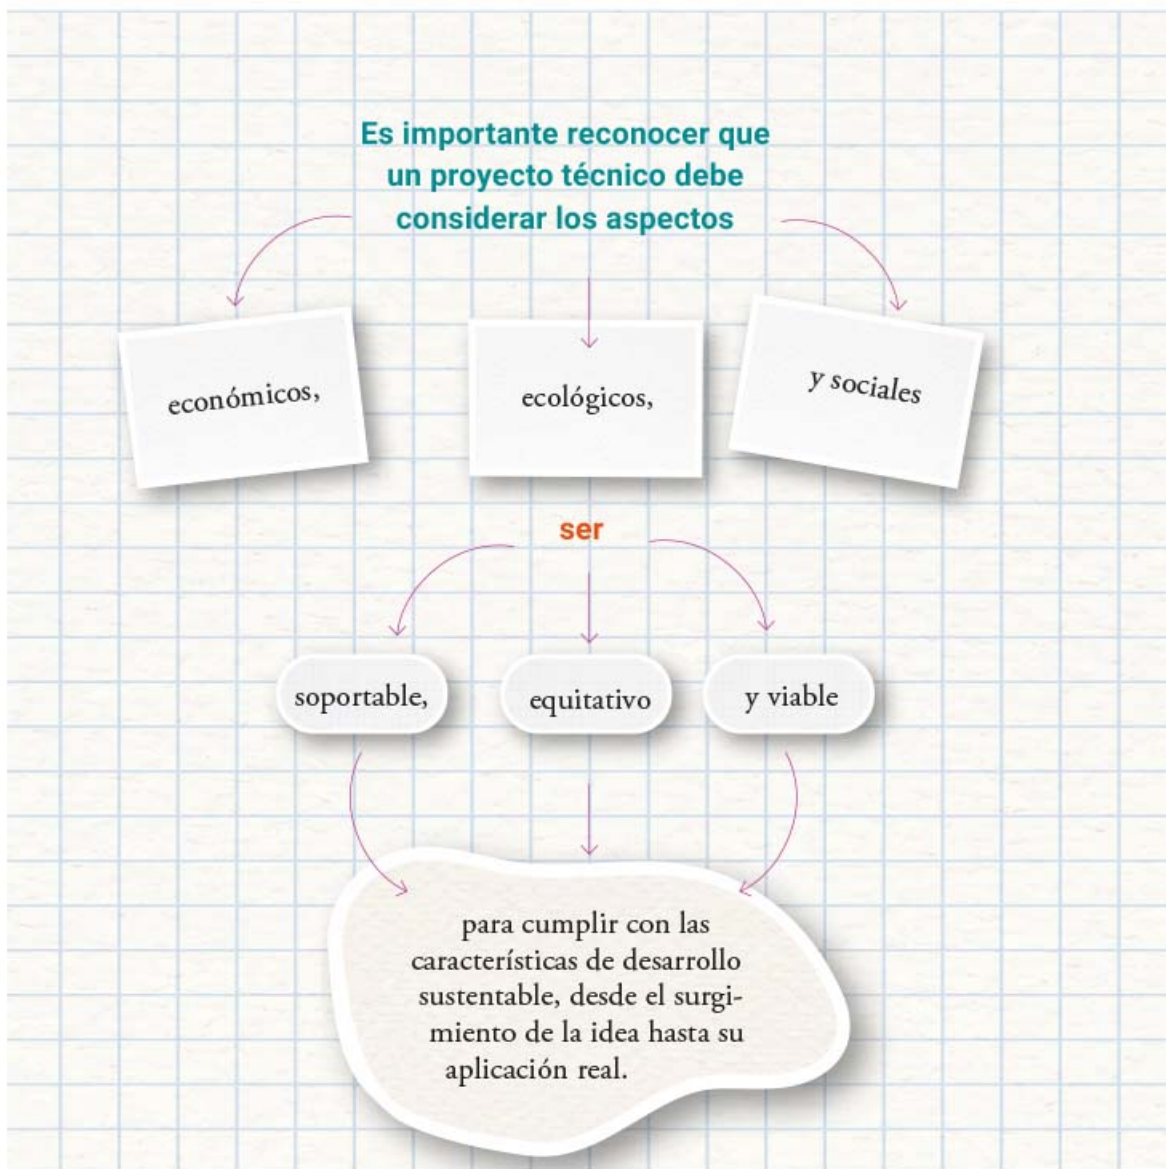 Es importante reconocer que
un proyecto técnico debe
considerar los aspectos
económicos,
ecológicos,
y sociales
ser
soportable,
equitativo
y viable
para cumplir con las
características de desarrollo
sustentable, desde el surgi-
miento de la idea hasta su
aplicación real.